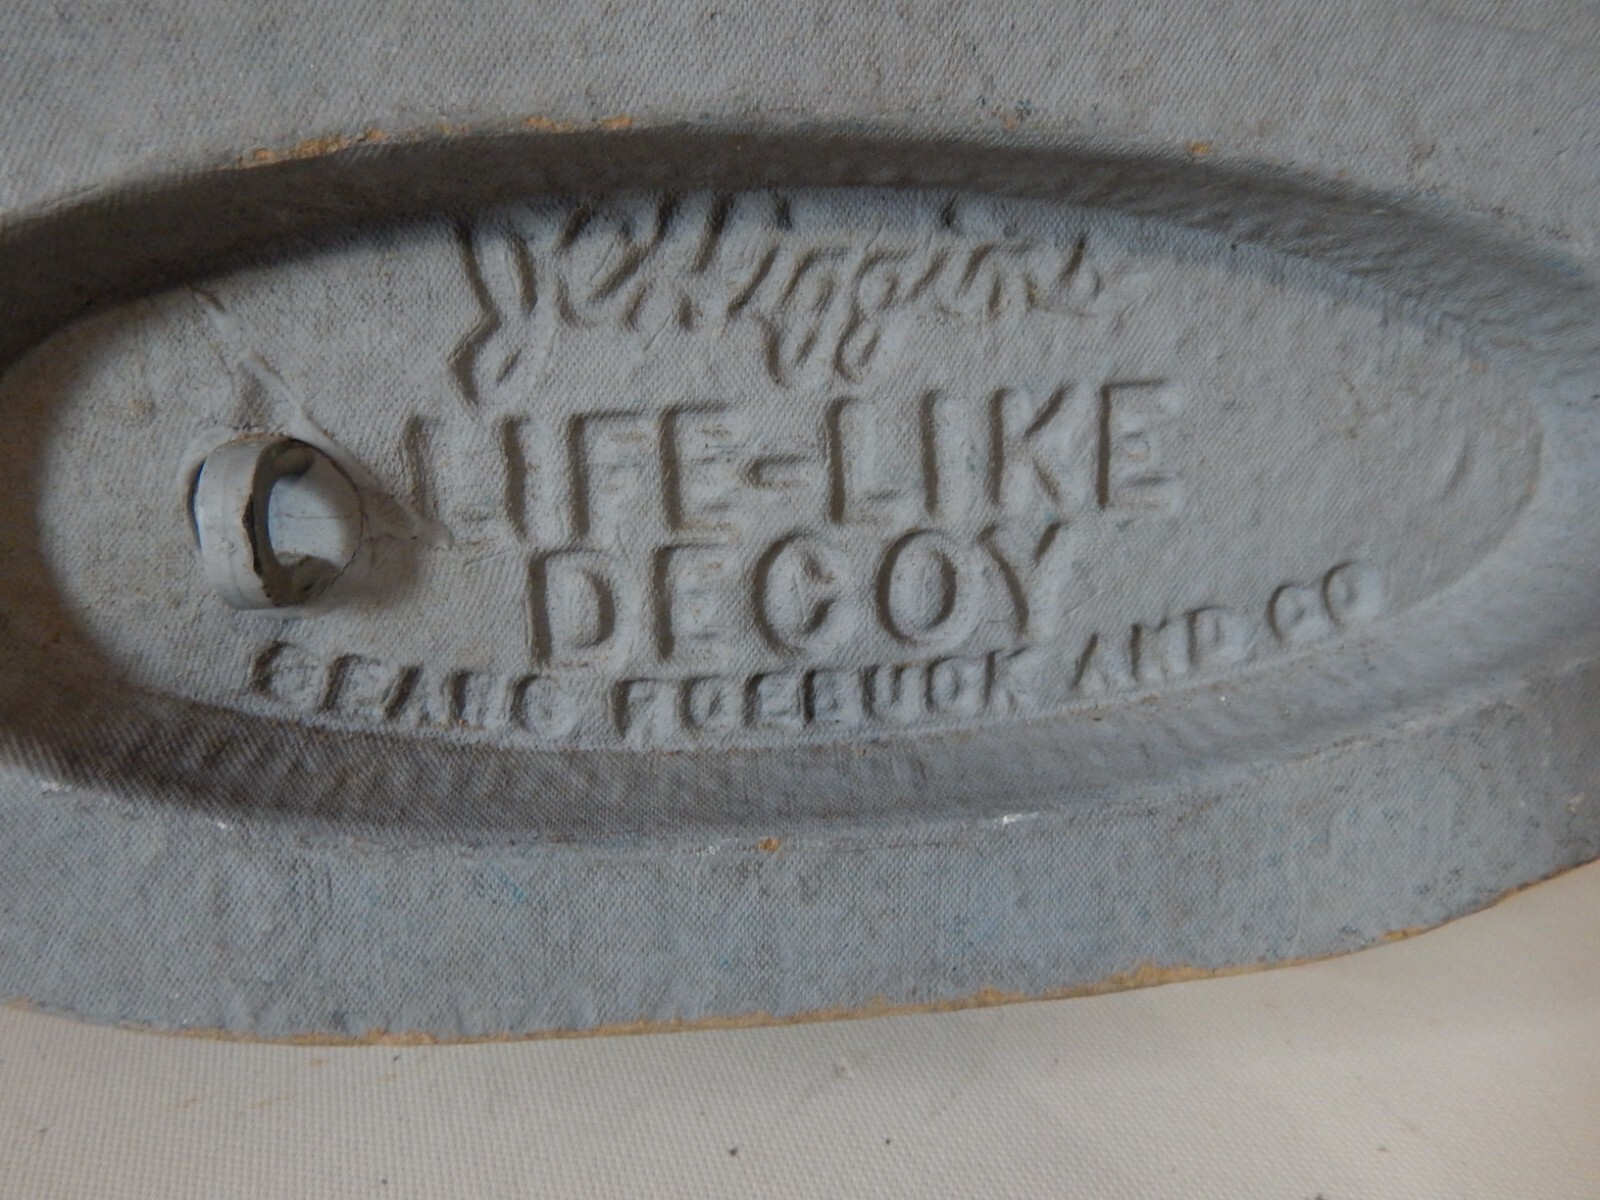 J.C. Higgins
LIFE-LIKE
DECOY
SEARS ROEBUCK AND CO